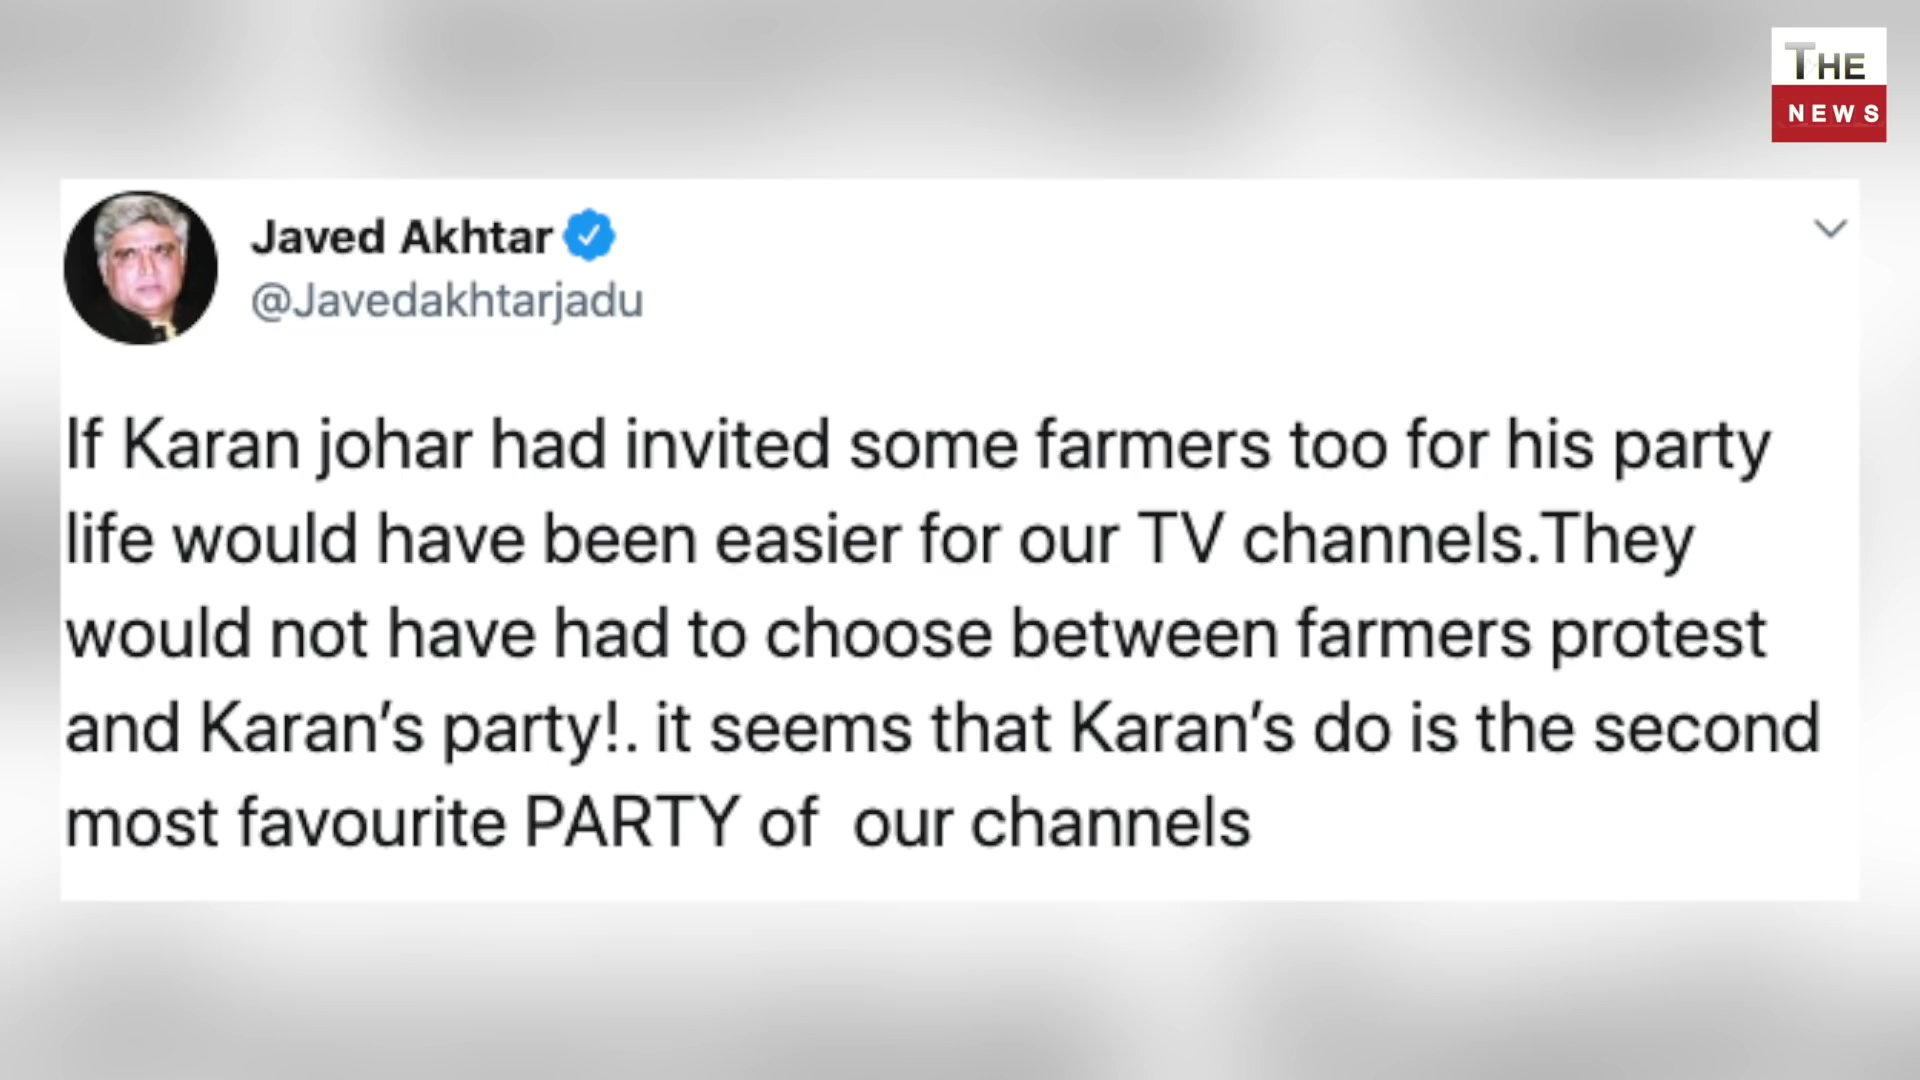 THE
NEWS
Javed Akhtar
@Javedakhtarjadu
If Karan johar had invited some farmers too for his party
life would have been easier for our TV channels.They
would not have had to choose between farmers protest
and Karan’s party!. it seems that Karan’s do is the second
most favourite PARTY of  our channels